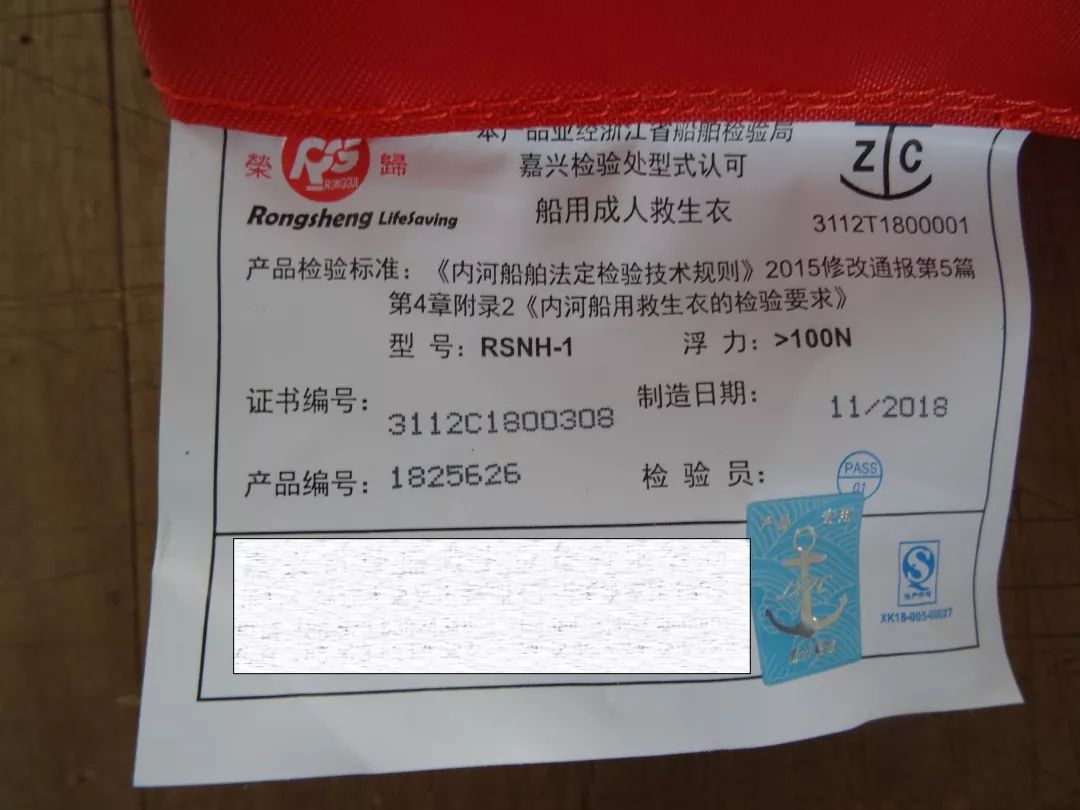 本产品业经浙江省船舶检验局
嘉兴检验处型式认可
榮 RS RONGGUI 歸
Rongsheng LifeSaving
船用成人救生衣
Z C
3112T1800001
产品检验标准：《内河船舶法定检验技术规则》2015修改通报第5篇
第4章附录2《内河船用救生衣的检验要求》
型 号：RSNH-1 浮 力：>100N
证书编号：3112C1800308 制造日期：11/2018
产品编号：1825626 检 验 员：PASS 01
产品 专用
XK18-005-00027